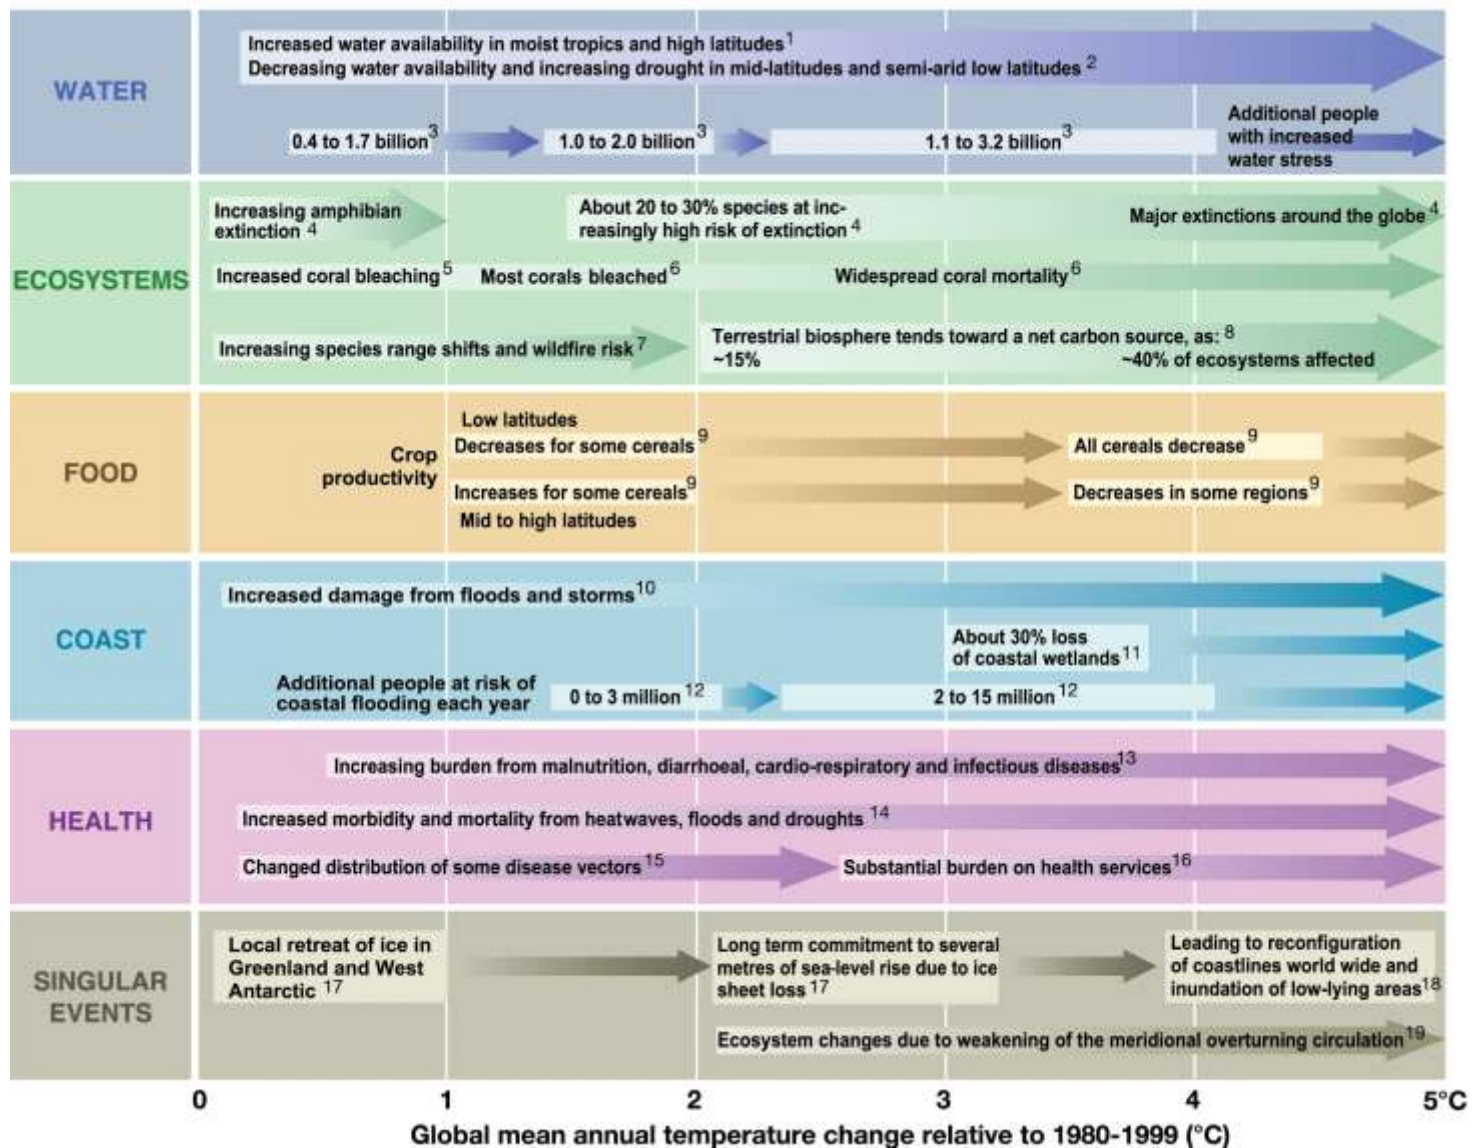 WATER
Increased water availability in moist tropics and high latitudes¹
Decreasing water availability and increasing drought in mid-latitudes and semi-arid low latitudes ²
0.4 to 1.7 billion³
1.0 to 2.0 billion³
1.1 to 3.2 billion³
Additional people
with increased
water stress
ECOSYSTEMS
Increasing amphibian
extinction ⁴
About 20 to 30% species at inc-
reasingly high risk of extinction ⁴
Major extinctions around the globe ⁴
Increased coral bleaching⁵
Most corals bleached⁶
Widespread coral mortality⁶
Increasing species range shifts and wildfire risk⁷
Terrestrial biosphere tends toward a net carbon source, as: ⁸
~15%
~40% of ecosystems affected
FOOD
Crop
productivity
Low latitudes
Decreases for some cereals⁹
All cereals decrease⁹
Increases for some cereals⁹
Decreases in some regions⁹
Mid to high latitudes
COAST
Increased damage from floods and storms¹⁰
About 30% loss
of coastal wetlands¹¹
Additional people at risk of
coastal flooding each year
0 to 3 million¹²
2 to 15 million¹²
HEALTH
Increasing burden from malnutrition, diarrhoeal, cardio-respiratory and infectious diseases¹³
Increased morbidity and mortality from heatwaves, floods and droughts ¹⁴
Changed distribution of some disease vectors¹⁵
Substantial burden on health services¹⁶
SINGULAR
EVENTS
Local retreat of ice in
Greenland and West
Antarctic ¹⁷
Long term commitment to several
metres of sea-level rise due to ice
sheet loss¹⁷
Leading to reconfiguration
of coastlines world wide and
inundation of low-lying areas¹⁸
Ecosystem changes due to weakening of the meridional overturning circulation¹⁹
0 1 2 3 4 5°C
Global mean annual temperature change relative to 1980-1999 (°C)